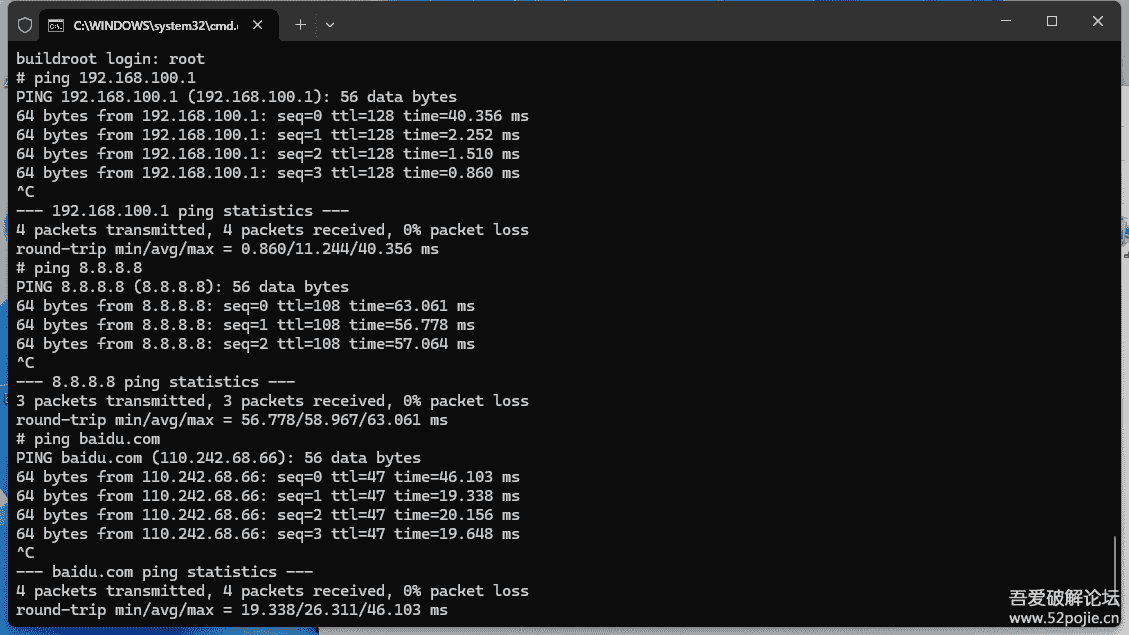 C:\WINDOWS\system32\cmd.
buildroot login: root
# ping 192.168.100.1
PING 192.168.100.1 (192.168.100.1): 56 data bytes
64 bytes from 192.168.100.1: seq=0 ttl=128 time=40.356 ms
64 bytes from 192.168.100.1: seq=1 ttl=128 time=2.252 ms
64 bytes from 192.168.100.1: seq=2 ttl=128 time=1.510 ms
64 bytes from 192.168.100.1: seq=3 ttl=128 time=0.860 ms
^C
--- 192.168.100.1 ping statistics ---
4 packets transmitted, 4 packets received, 0% packet loss
round-trip min/avg/max = 0.860/11.244/40.356 ms
# ping 8.8.8.8
PING 8.8.8.8 (8.8.8.8): 56 data bytes
64 bytes from 8.8.8.8: seq=0 ttl=108 time=63.061 ms
64 bytes from 8.8.8.8: seq=1 ttl=108 time=56.778 ms
64 bytes from 8.8.8.8: seq=2 ttl=108 time=57.064 ms
^C
--- 8.8.8.8 ping statistics ---
3 packets transmitted, 3 packets received, 0% packet loss
round-trip min/avg/max = 56.778/58.967/63.061 ms
# ping baidu.com
PING baidu.com (110.242.68.66): 56 data bytes
64 bytes from 110.242.68.66: seq=0 ttl=47 time=46.103 ms
64 bytes from 110.242.68.66: seq=1 ttl=47 time=19.338 ms
64 bytes from 110.242.68.66: seq=2 ttl=47 time=20.156 ms
64 bytes from 110.242.68.66: seq=3 ttl=47 time=19.648 ms
^C
--- baidu.com ping statistics ---
4 packets transmitted, 4 packets received, 0% packet loss
round-trip min/avg/max = 19.338/26.311/46.103 ms
吾爱破解论坛
www.52pojie.cn